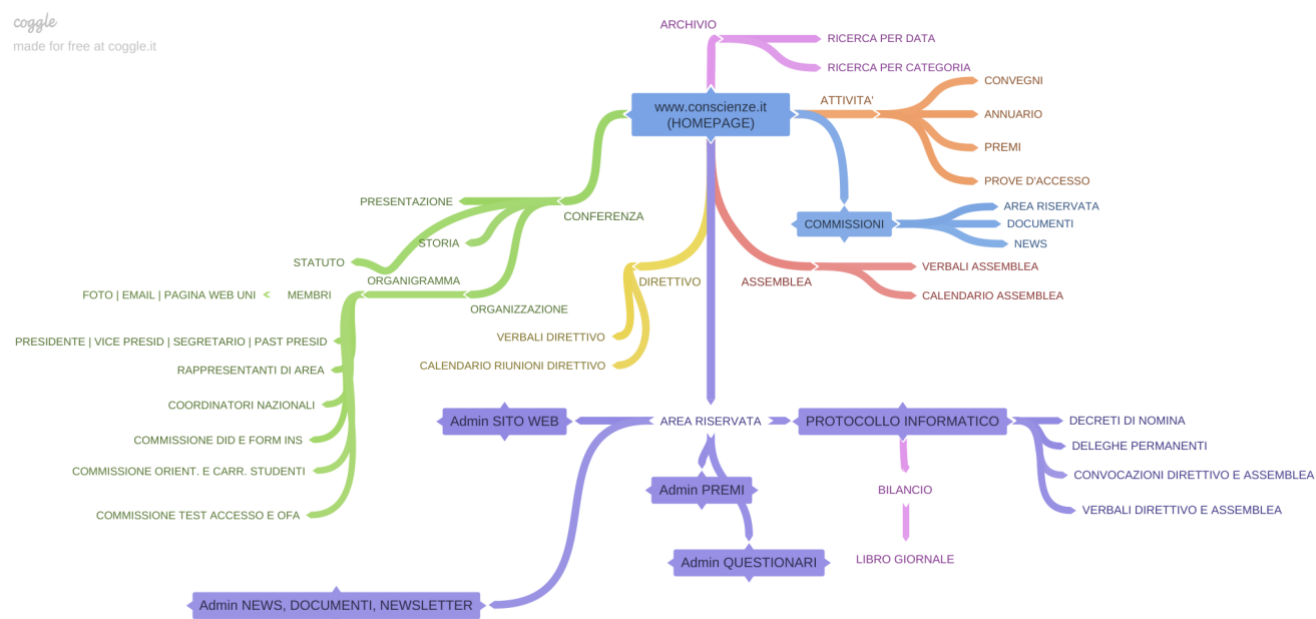 coggle
made for free at coggle.it
ARCHIVIO
RICERCA PER DATA
RICERCA PER CATEGORIA
www.conscienze.it
(HOMEPAGE)
ATTIVITA'
CONVEGNI
ANNUARIO
PREMI
PROVE D'ACCESSO
COMMISSIONI
AREA RISERVATA
DOCUMENTI
NEWS
PRESENTAZIONE
CONFERENZA
STORIA
STATUTO
ORGANIGRAMMA
ORGANIZZAZIONE
FOTO | EMAIL | PAGINA WEB UNI
MEMBRI
PRESIDENTE | VICE PRESID | SEGRETARIO | PAST PRESID
RAPPRESENTANTI DI AREA
COORDINATORI NAZIONALI
COMMISSIONE DID E FORM INS
COMMISSIONE ORIENT. E CARR. STUDENTI
COMMISSIONE TEST ACCESSO E OFA
DIRETTIVO
VERBALI DIRETTIVO
CALENDARIO RIUNIONI DIRETTIVO
ASSEMBLEA
VERBALI ASSEMBLEA
CALENDARIO ASSEMBLEA
Admin SITO WEB
AREA RISERVATA
PROTOCOLLO INFORMATICO
DECRETI DI NOMINA
DELEGHE PERMANENTI
CONVOCAZIONI DIRETTIVO E ASSEMBLEA
VERBALI DIRETTIVO E ASSEMBLEA
Admin PREMI
BILANCIO
Admin QUESTIONARI
LIBRO GIORNALE
Admin NEWS, DOCUMENTI, NEWSLETTER